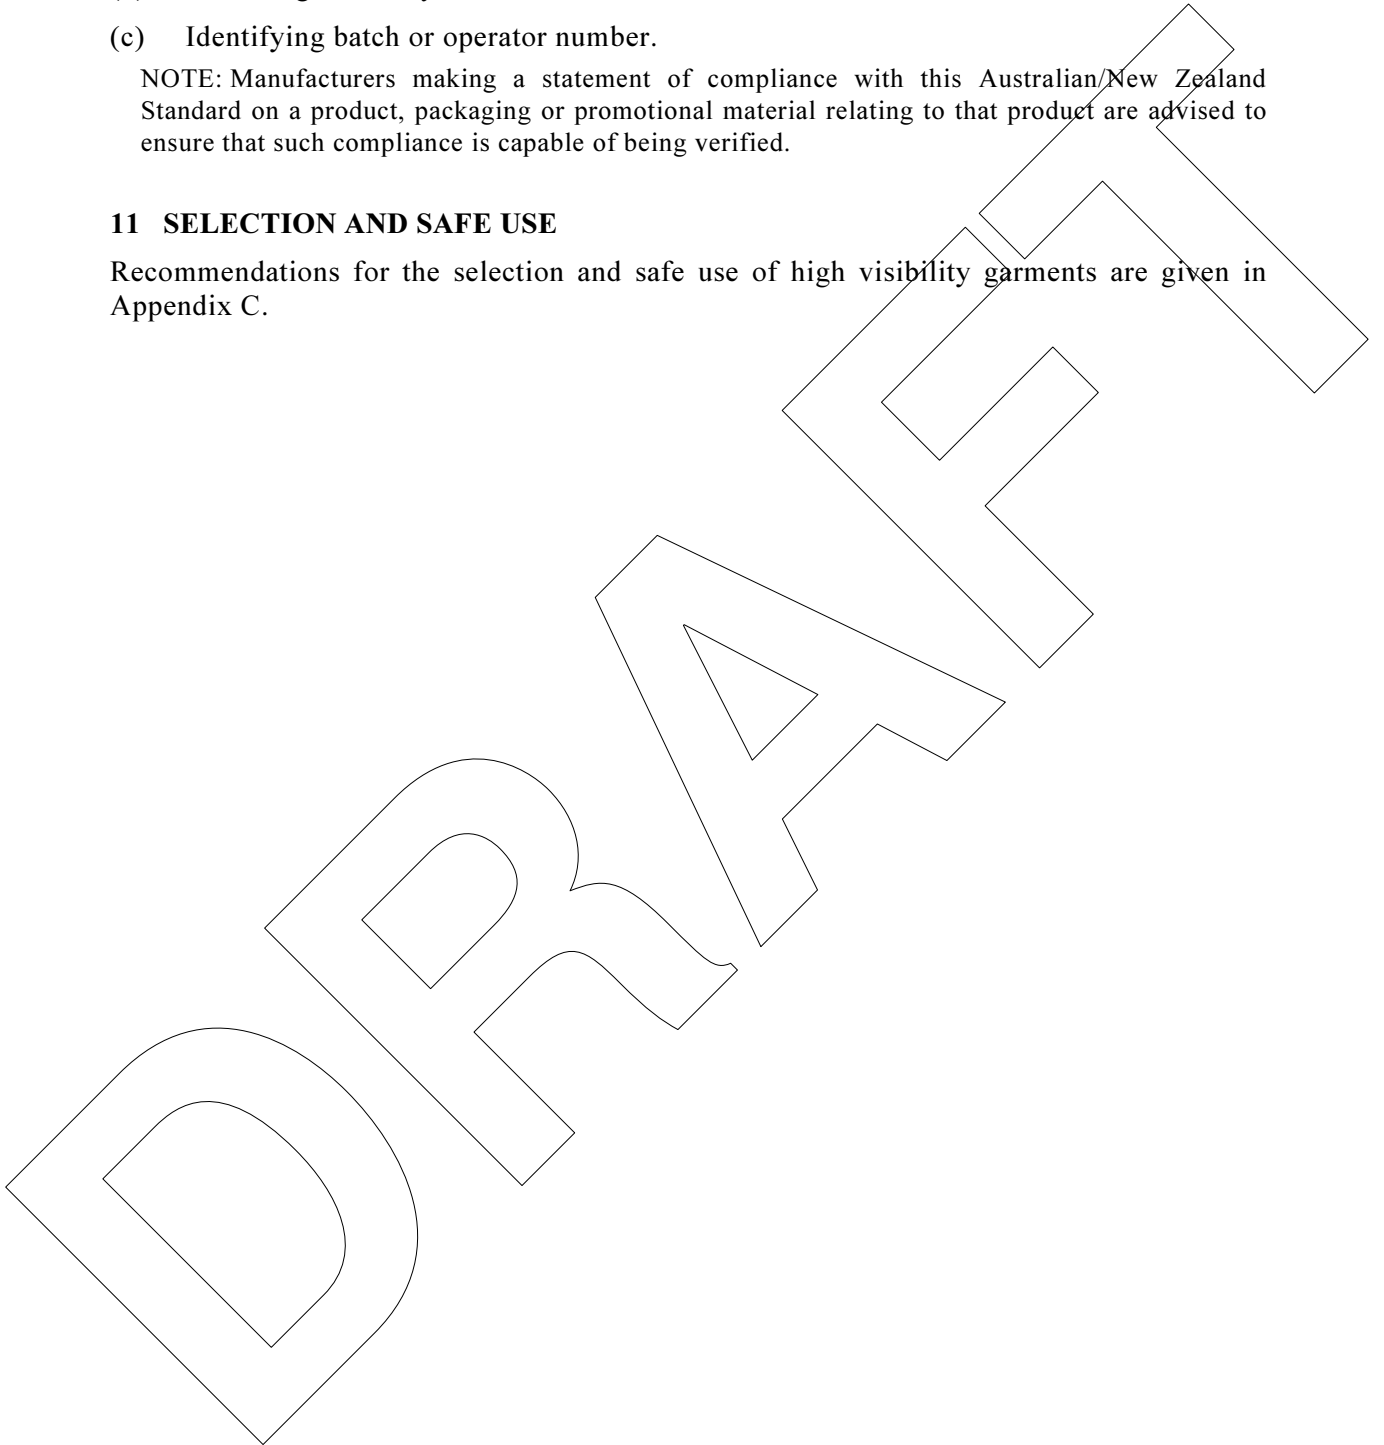 (c) Identifying batch or operator number.
NOTE: Manufacturers making a statement of compliance with this Australian/New Zealand
Standard on a product, packaging or promotional material relating to that product are advised to
ensure that such compliance is capable of being verified.
11 SELECTION AND SAFE USE
Recommendations for the selection and safe use of high visibility garments are given in
Appendix C.
DRAFT